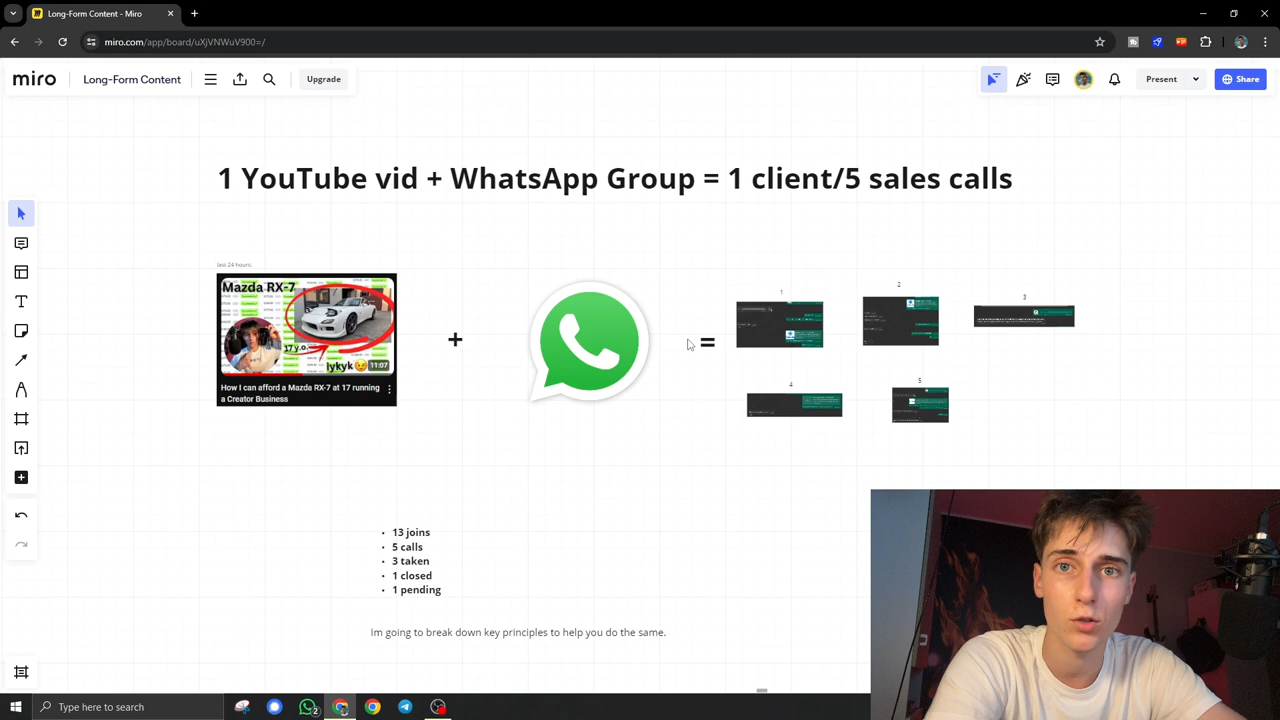 Long-Form Content - Miro
miro.com/app/board/uXjVNWuV900=/
miro
Long-Form Content
Upgrade
Present
Share
1 YouTube vid + WhatsApp Group = 1 client/5 sales calls
last 24 hours:
Mazda RX-7
17 y.o.
lykyk
11:07
How I can afford a Mazda RX-7 at 17 running
a Creator Business
+
=
1
2
3
4
5
• 13 joins
• 5 calls
• 3 taken
• 1 closed
• 1 pending
Im going to break down key principles to help you do the same.
Type here to search
2